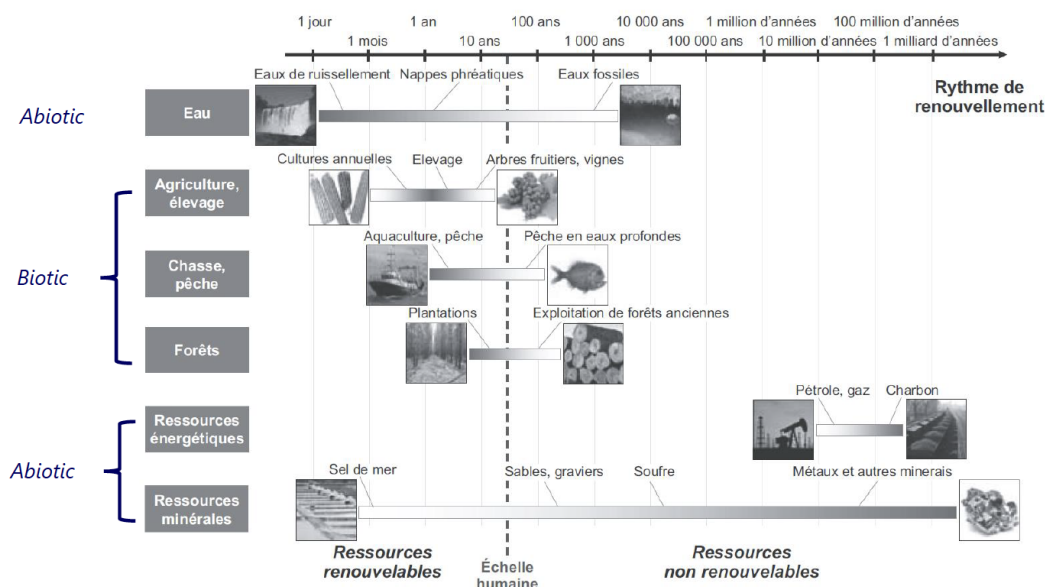 1 jour
1 an
100 ans
10 000 ans
1 million d'années
100 million d'années
1 mois
10 ans
1 000 ans
100 000 ans
10 million d'années
1 milliard d'années
Rythme de
renouvellement
Abiotic
Eau
Eaux de ruissellement
Nappes phréatiques
Eaux fossiles
Biotic
Agriculture,
élevage
Cultures annuelles
Elevage
Arbres fruitiers, vignes
Chasse,
pêche
Aquaculture, pêche
Pêche en eaux profondes
Forêts
Plantations
Exploitation de forêts anciennes
Abiotic
Ressources
énergétiques
Pétrole, gaz
Charbon
Ressources
minérales
Sel de mer
Sables, graviers
Soufre
Métaux et autres minerais
Ressources
renouvelables
Échelle
humaine
Ressources
non renouvelables